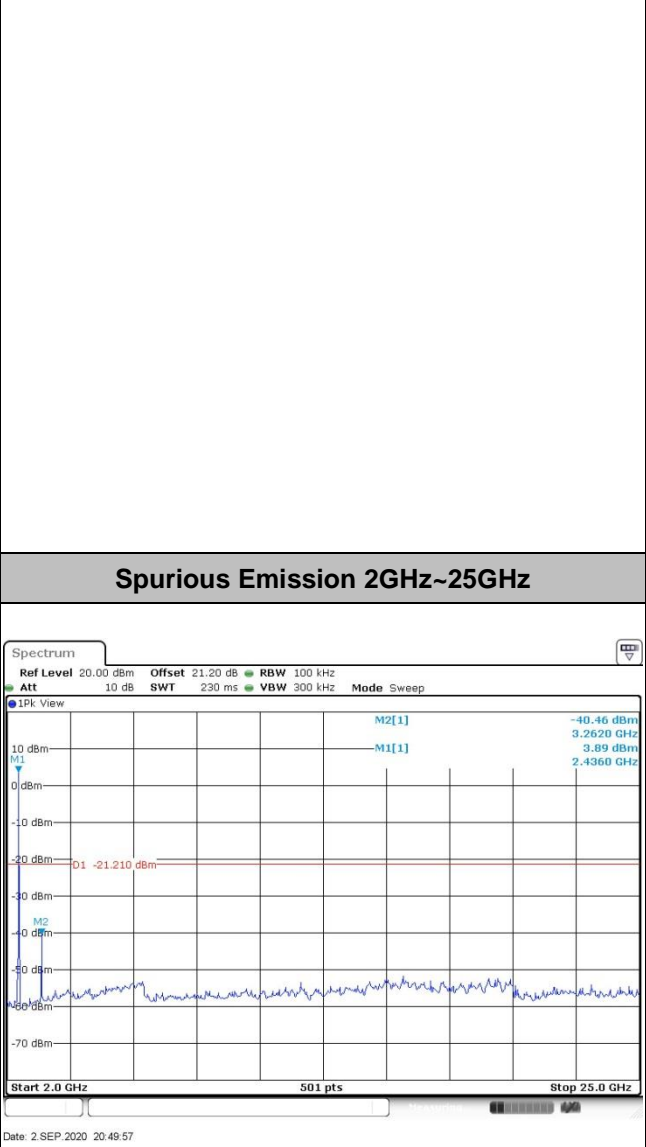 Spurious Emission 2GHz~25GHz
Spectrum
Ref Level 20.00 dBm Offset 21.20 dB RBW 100 kHz
Att 10 dB SWT 230 ms VBW 300 kHz Mode Sweep
1Pk View
M2[1] -40.46 dBm
3.2620 GHz
10 dBm M1[1] 3.89 dBm
M1 2.4360 GHz
0 dBm
-10 dBm
-20 dBm
D1 -21.210 dBm
-30 dBm
M2
-40 dBm
-50 dBm
-60 dBm
-70 dBm
Start 2.0 GHz 501 pts Stop 25.0 GHz
Date: 2.SEP.2020 20:49:57